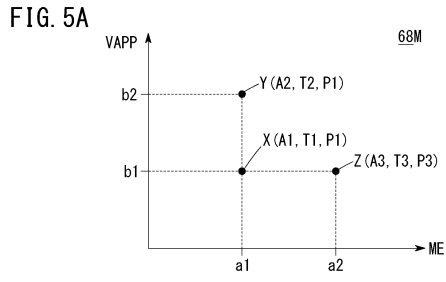 FIG. 5A
VAPP
68M
b2
Y (A2, T2, P1)
X (A1, T1, P1)
b1
Z (A3, T3, P3)
ME
a1
a2